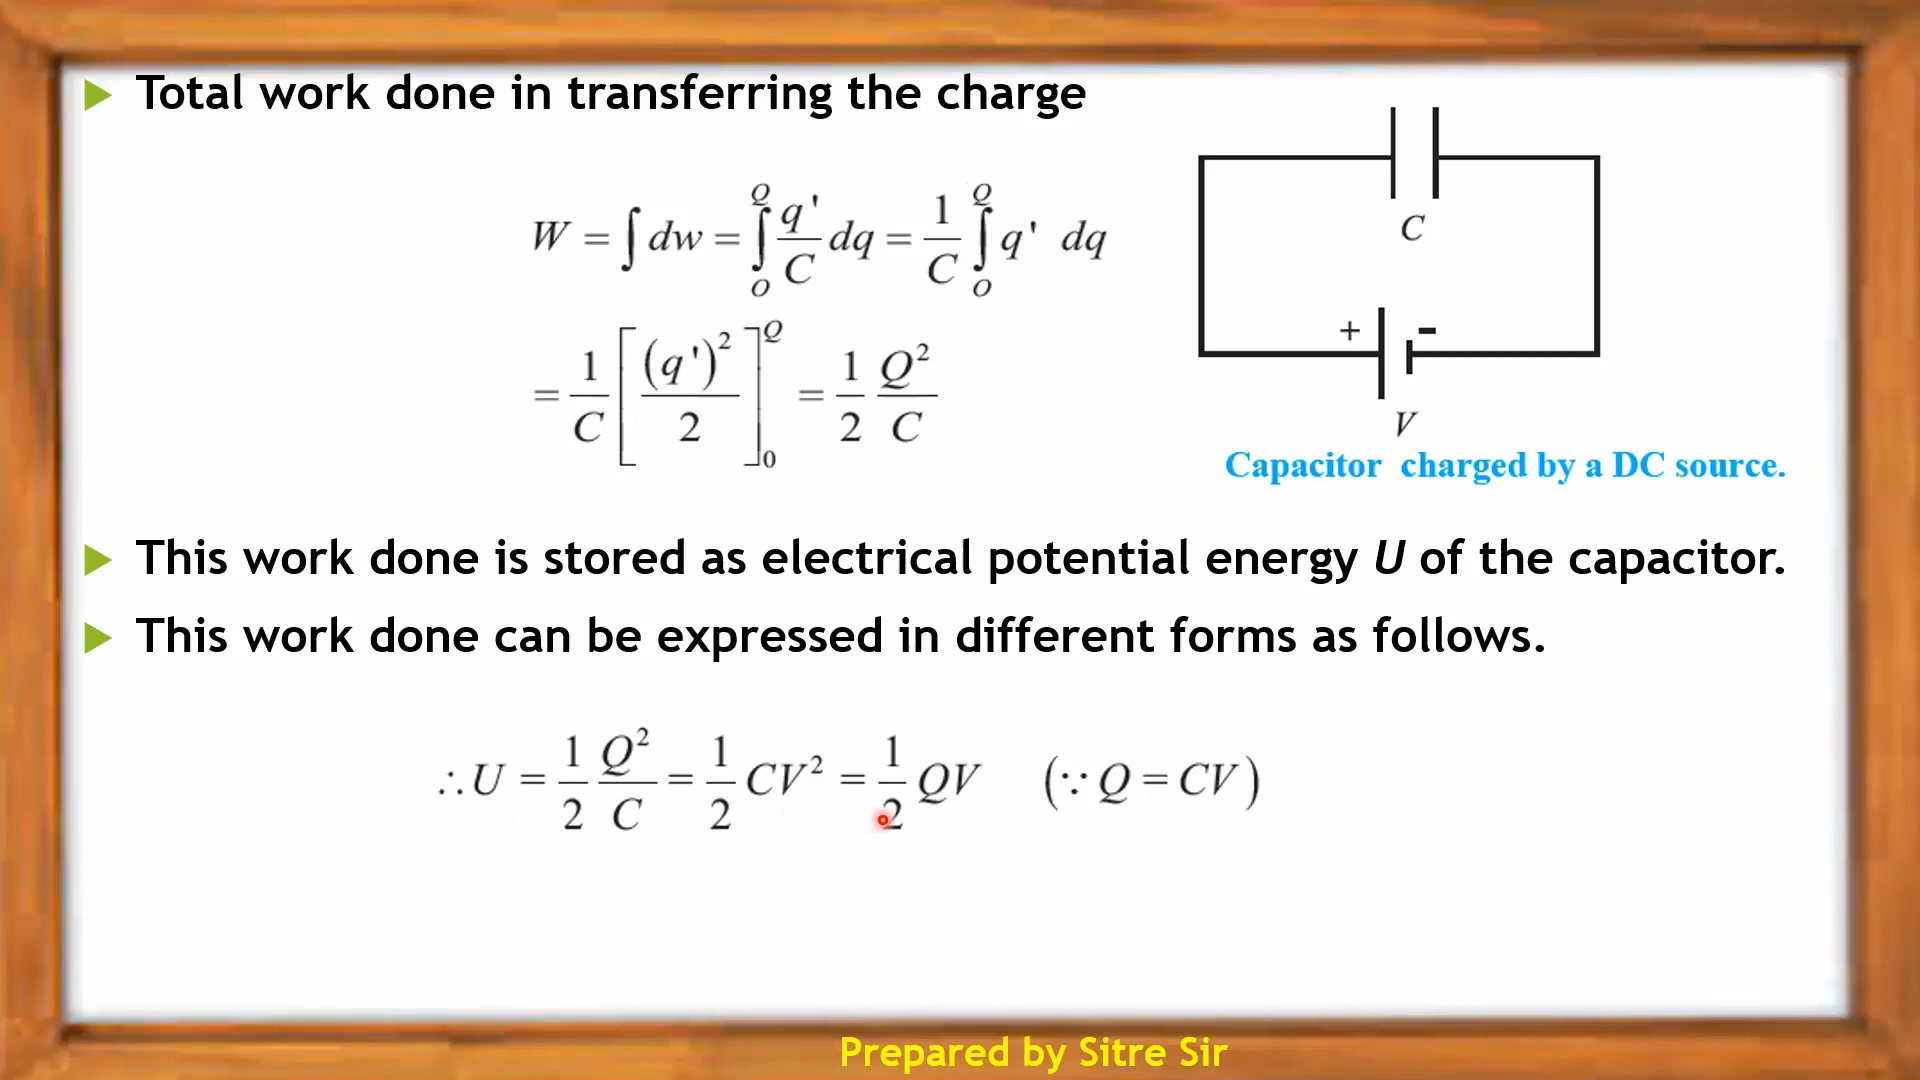 Total work done in transferring the charge
W = ∫ dw = ∫_O^Q q'/C dq = 1/C ∫_O^Q q' dq
= 1/C [(q')²/2]_0^Q = 1/2 Q²/C
C
+ -
V
Capacitor charged by a DC source.
This work done is stored as electrical potential energy U of the capacitor.
This work done can be expressed in different forms as follows.
∴ U = 1/2 Q²/C = 1/2 CV² = 1/2 QV (∵ Q = CV)
Prepared by Sitre Sir